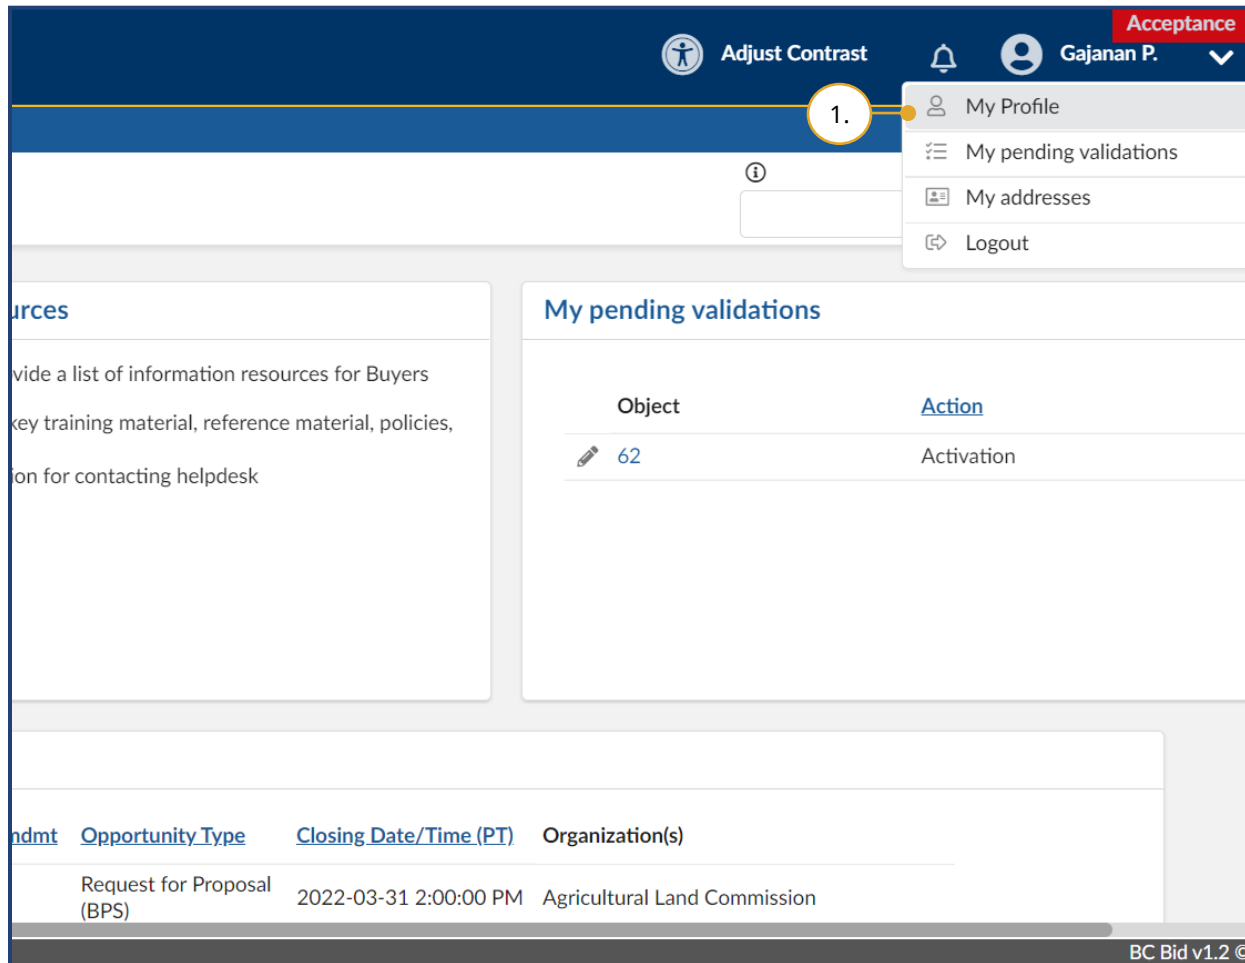 Acceptance
Adjust Contrast
Gajanan P.
1.
My Profile
My pending validations
My addresses
Logout
urces
My pending validations
vide a list of information resources for Buyers
key training material, reference material, policies,
ion for contacting helpdesk
Object Action
62 Activation
ndmt Opportunity Type Closing Date/Time (PT) Organization(s)
Request for Proposal
(BPS)
2022-03-31 2:00:00 PM Agricultural Land Commission
BC Bid v1.2 ©